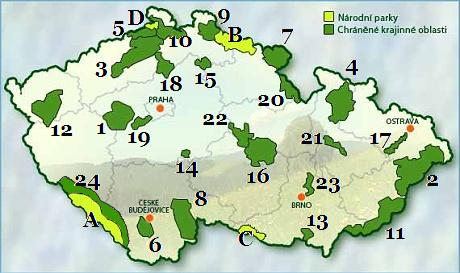 Národní parky
Chráněné krajinné oblasti
D
9
5
10
B
7
3
18
15
4
PRAHA
20
12
1
19
22
21
OSTRAVA
17
14
16
2
24
8
23
A
ČESKÉ
BUDĚJOVICE
BRNO
6
C
13
11